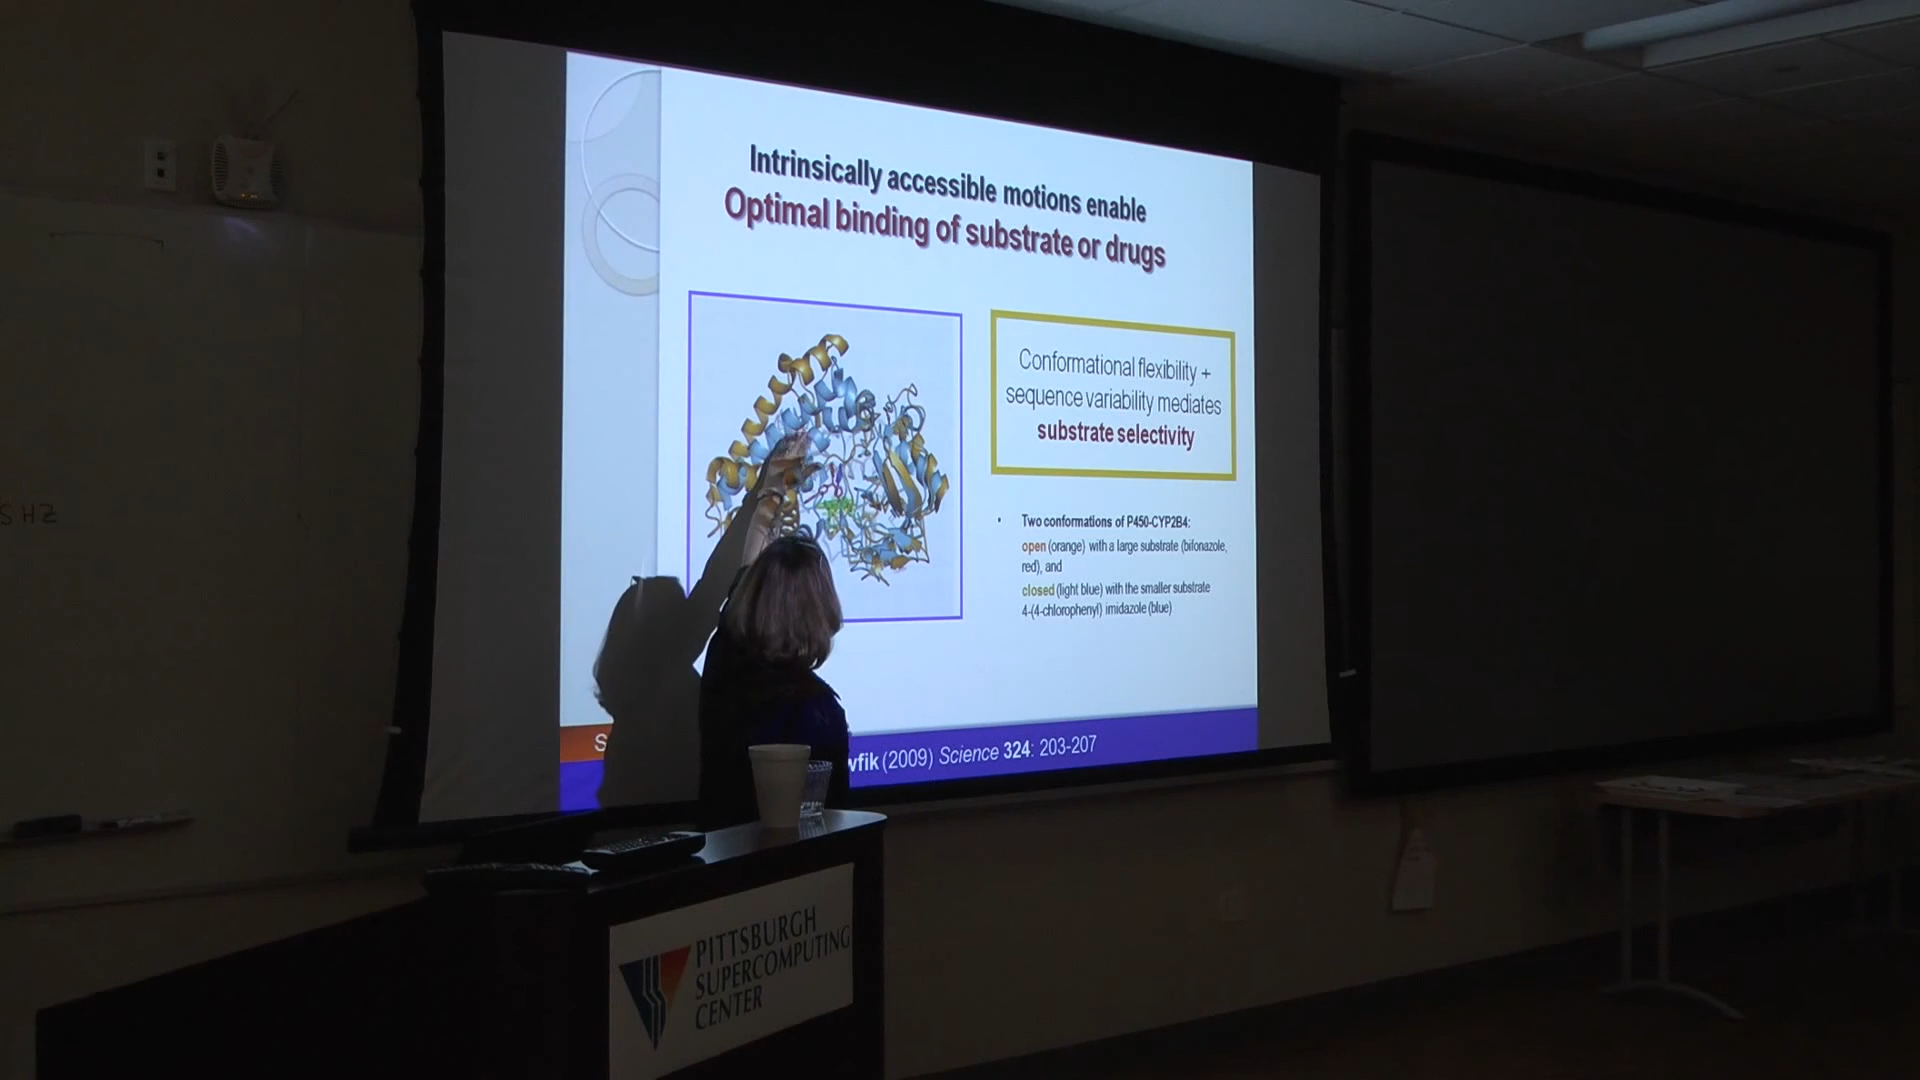 Intrinsically accessible motions enable
Optimal binding of substrate or drugs
Conformational flexibility +
sequence variability mediates
substrate selectivity
• Two conformations of P450-CYP2B4:
open (orange) with a large substrate (bifonazole,
red), and
closed (light blue) with the smaller substrate
4-(4-chlorophenyl) imidazole (blue)
S
wfik (2009) Science 324: 203-207
SHZ
PITTSBURGH
SUPERCOMPUTING
CENTER